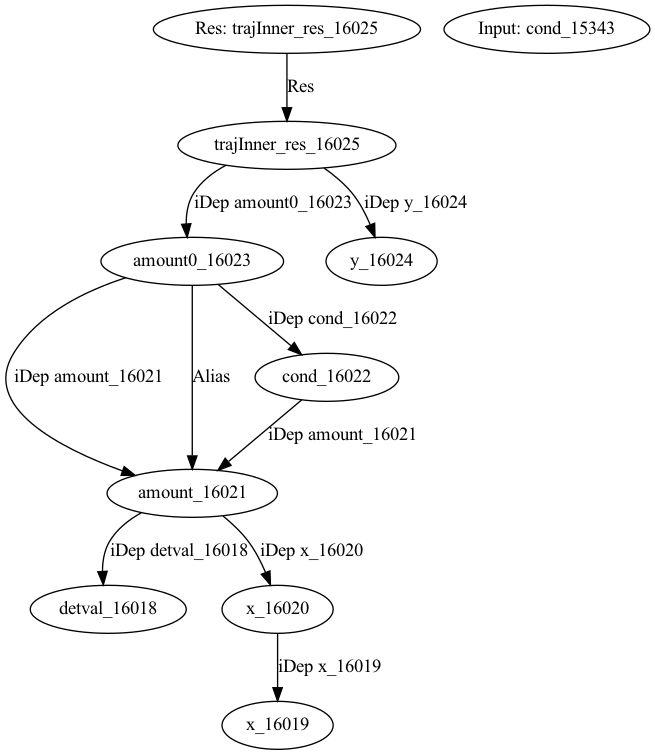 Res: trajInner_res_16025
Input: cond_15343
Res
trajInner_res_16025
iDep amount0_16023
iDep y_16024
amount0_16023
y_16024
iDep cond_16022
iDep amount_16021
Alias
cond_16022
iDep amount_16021
amount_16021
iDep detval_16018
iDep x_16020
detval_16018
x_16020
iDep x_16019
x_16019